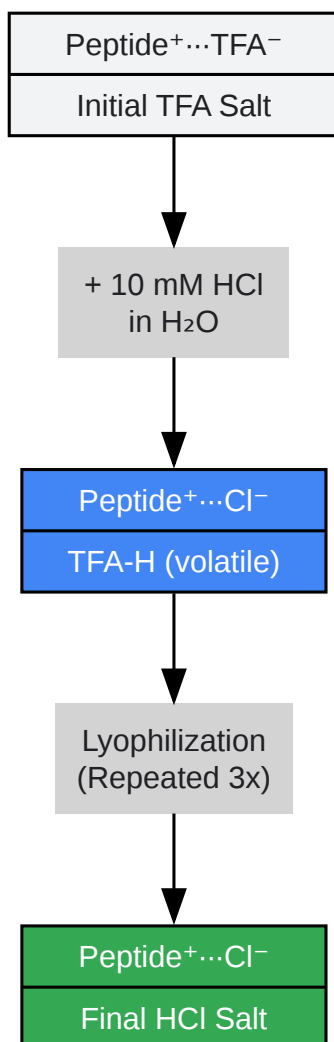 Peptide⁺···TFA⁻
Initial TFA Salt
+ 10 mM HCl
in H₂O
Peptide⁺···Cl⁻
TFA-H (volatile)
Lyophilization
(Repeated 3x)
Peptide⁺···Cl⁻
Final HCl Salt